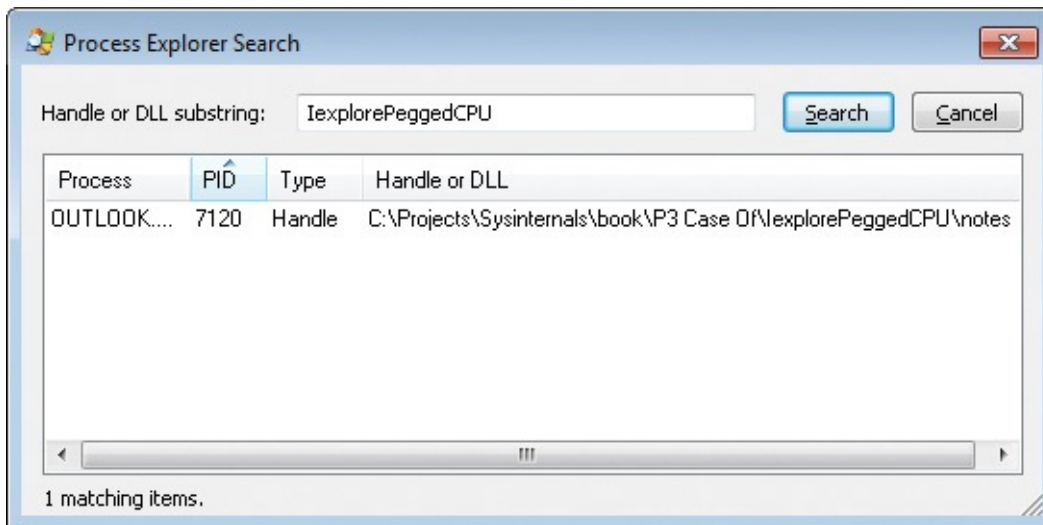 Process Explorer Search
Handle or DLL substring: IexplorePeggedCPU Search Cancel
Process PID Type Handle or DLL
OUTLOOK.... 7120 Handle C:\Projects\Sysinternals\book\P3 Case Of\IexplorePeggedCPU\notes
1 matching items.